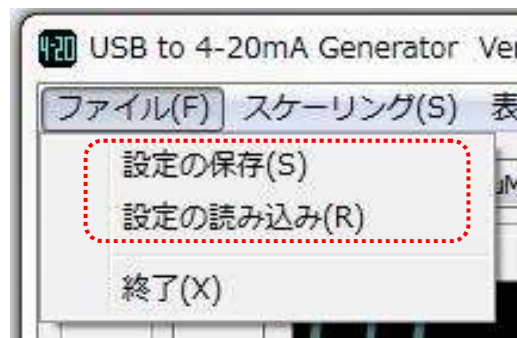 4-20 USB to 4-20mA Generator Ver
ファイル(F) スケーリング(S) 表
設定の保存(S)
設定の読み込み(R)
終了(X)